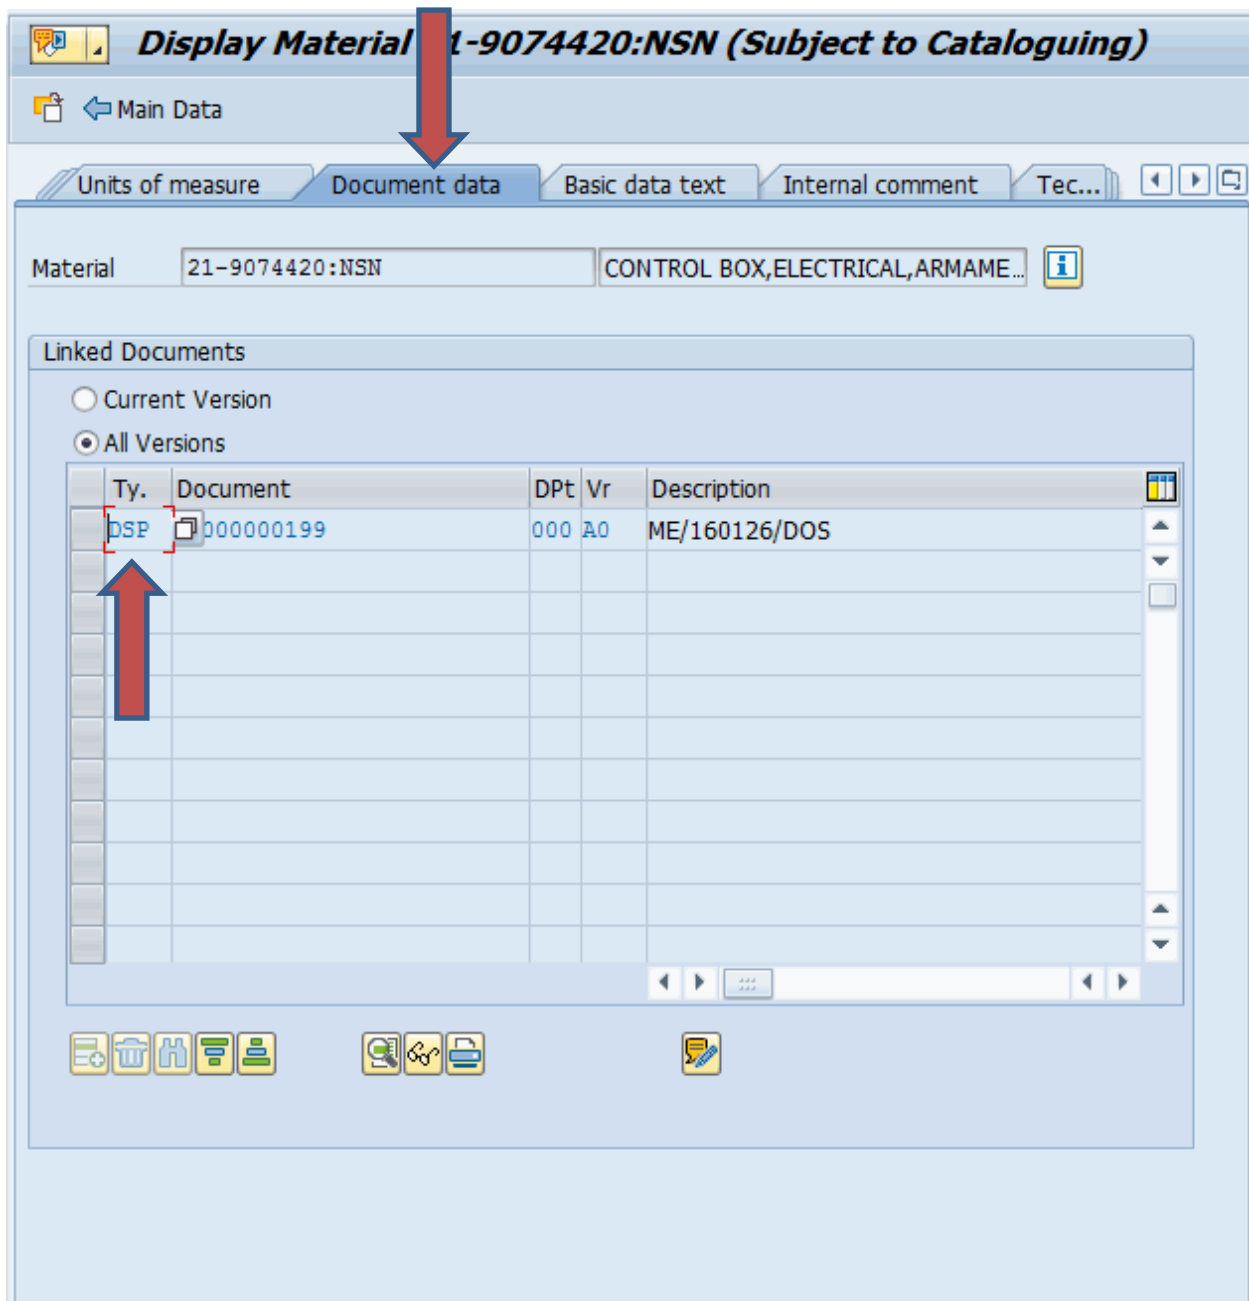 Display Material 1-9074420:NSN (Subject to Cataloguing)
Main Data
Units of measure Document data Basic data text Internal comment Tec...
Material 21-9074420:NSN CONTROL BOX,ELECTRICAL,ARMAME...
Linked Documents
Current Version
All Versions
Ty. Document DPt Vr Description
DSP 000000199 000 A0 ME/160126/DOS